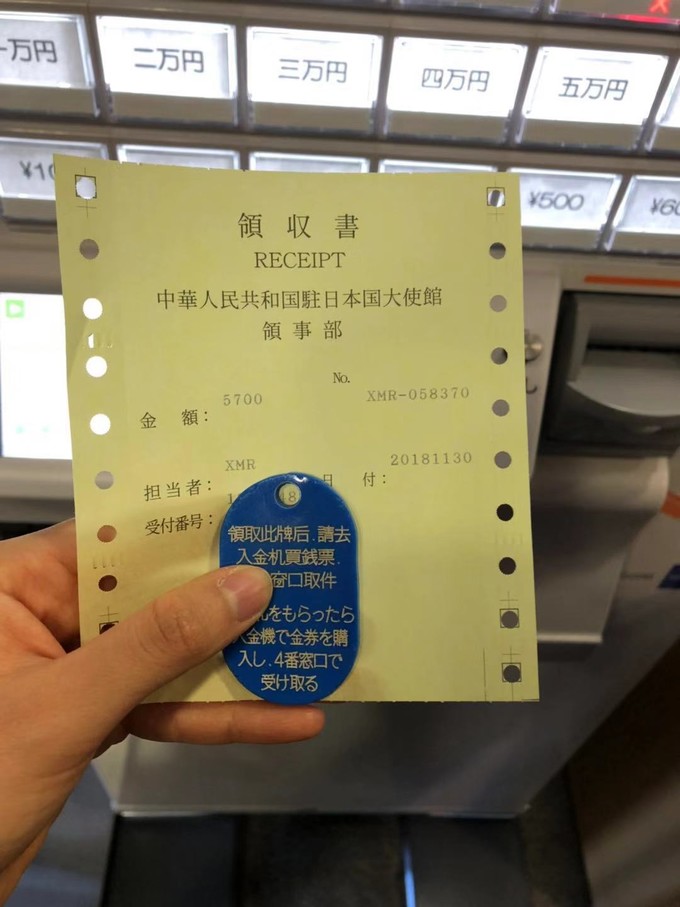 一万円
二万円
三万円
四万円
五万円
¥500
領収書
RECEIPT
中華人民共和国駐日本国大使館
領事部
No.
金額:
5700
XMR-058370
担当者:
XMR
日付:
20181130
受付番号:
領取此牌后.請去
入金机買銭票.
窓口取件
をもらったら
入金機で金券を購
入し.4番窓口で
受け取る